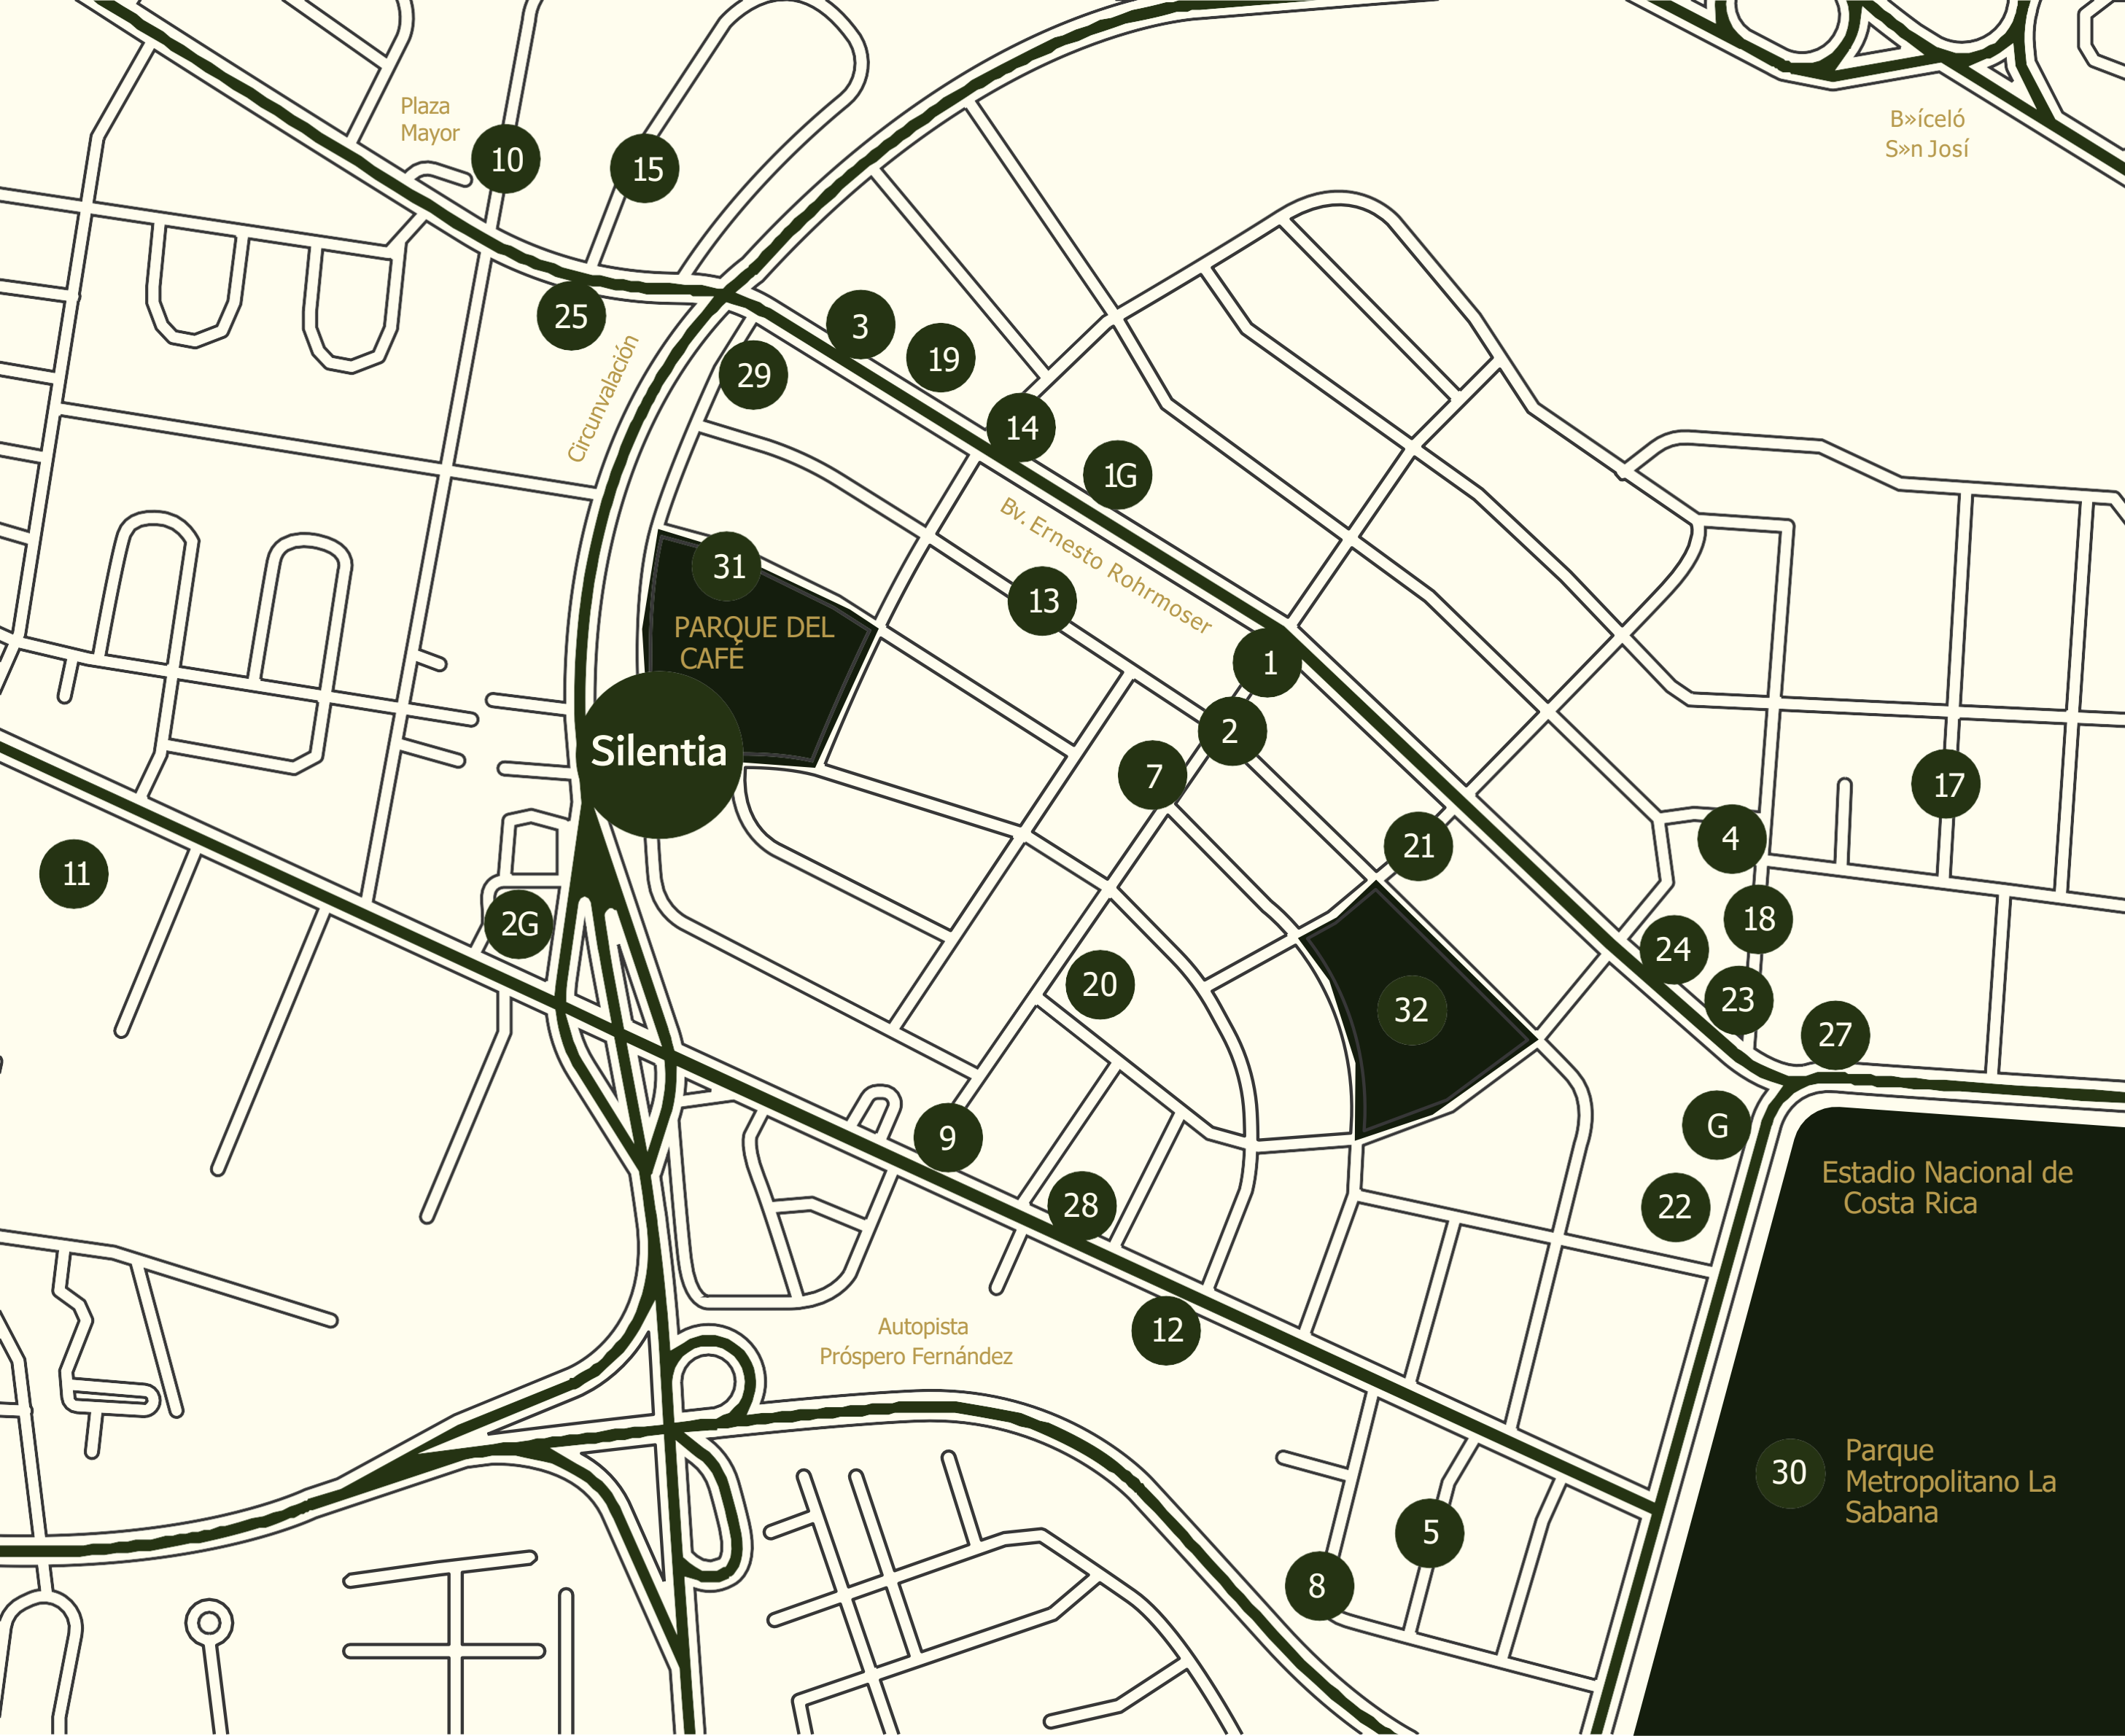 Plaza
Mayor
10
15
B»íceló
S»n Josí
25
Circunvalación
3
19
29
14
1G
Bv. Ernesto Rohrmoser
31
13
PARQUE DEL
CAFÉ
1
2
Silentia
7
17
21
4
11
2G
18
24
20
23
32
27
9
G
28
22
Estadio Nacional de
Costa Rica
12
Autopista
Próspero Fernández
30
Parque
Metropolitano La
Sabana
5
8